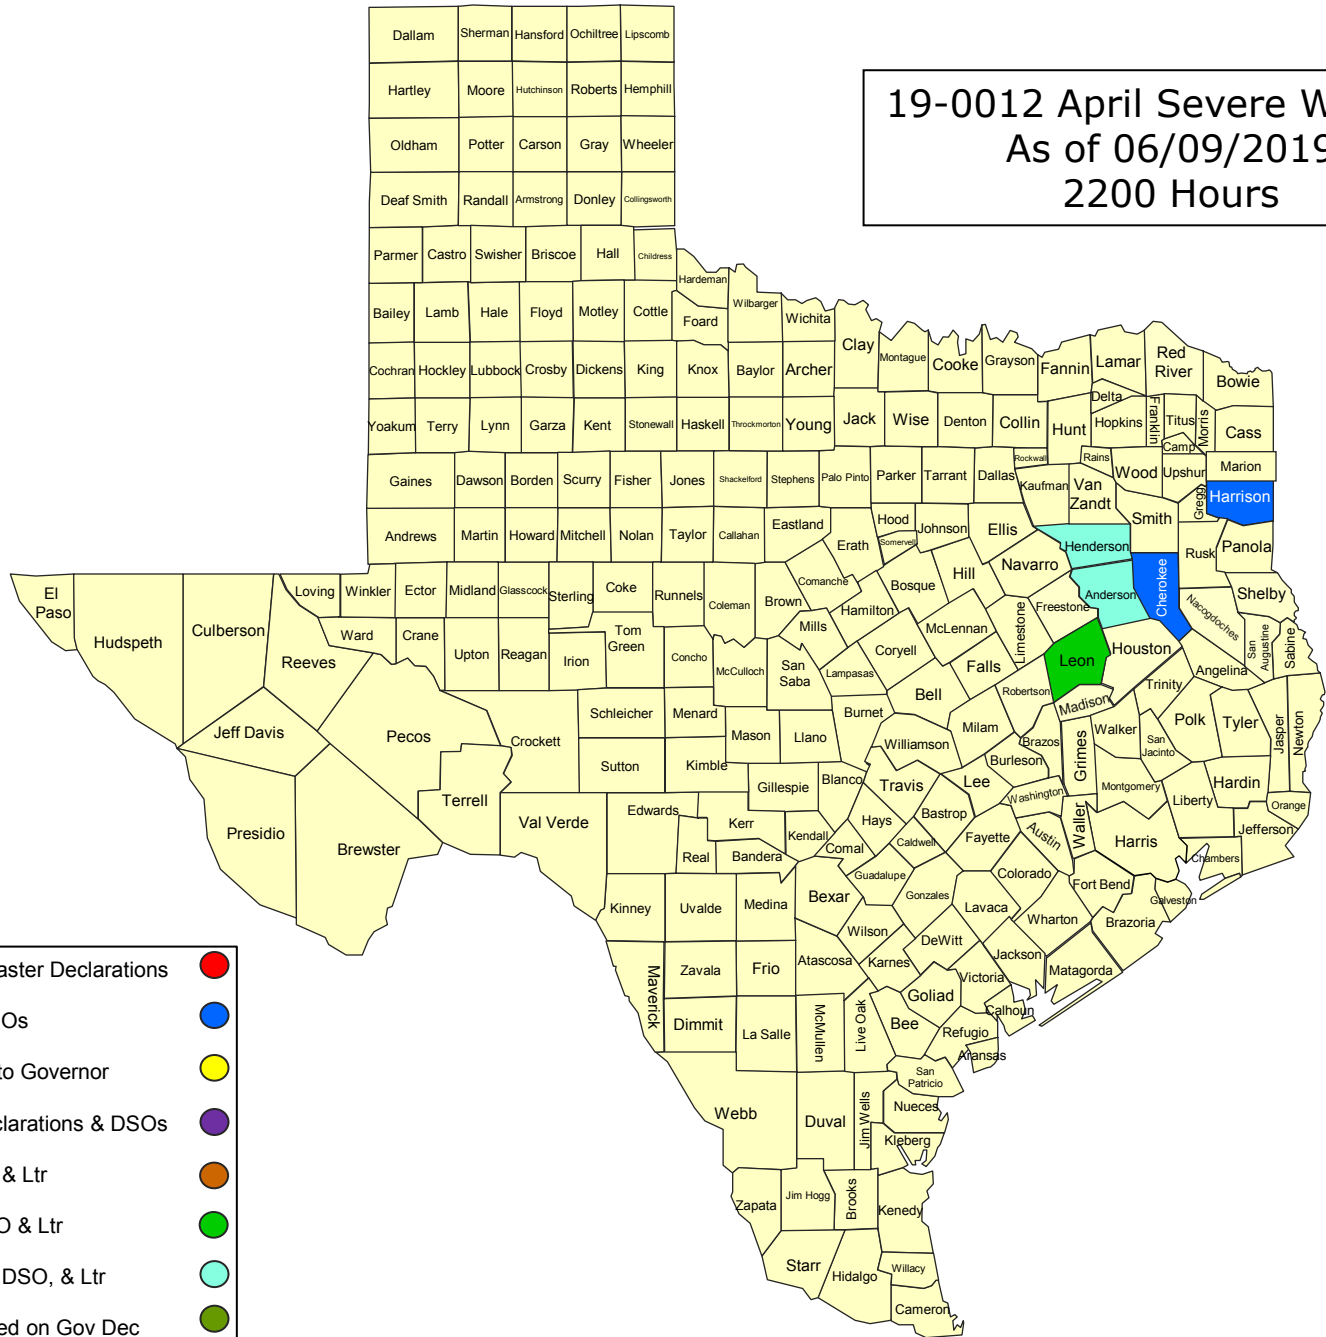 Dallam Sherman Hansford Ochiltree Lipscomb
Hartley Moore Hutchinson Roberts Hemphill
19-0012 April Severe W
As of 06/09/2019
2200 Hours
Oldham Potter Carson Gray Wheeler
Deaf Smith Randall Armstrong Donley Collingsworth
Parmer Castro Swisher Briscoe Hall Childress
Hardeman
Bailey Lamb Hale Floyd Motley Cottle Foard Wilbarger Wichita
Clay Montague Cooke Grayson Fannin Lamar Red
River
Bowie
Cochran Hockley Lubbock Crosby Dickens King Knox Baylor Archer
Delta
Yoakum Terry Lynn Garza Kent Stonewall Haskell Throckmorton Young Jack Wise Denton Collin Hunt Hopkins Franklin Titus Morris Cass
Camp
Rockwall Rains Wood Upshur Marion
Gaines Dawson Borden Scurry Fisher Jones Shackelford Stephens Palo Pinto Parker Tarrant Dallas Kaufman Van
Zandt
Gregg Harrison
Andrews Martin Howard Mitchell Nolan Taylor Callahan Eastland Erath Hood Somervell Johnson Ellis Henderson Smith Rusk Panola
El
Paso
Hudspeth Culberson Loving Winkler Ector Midland Glasscock Sterling Coke Runnels Coleman Brown Comanche Hamilton Bosque Hill Navarro Freestone Anderson Cherokee Nacogdoches Shelby
Reeves Ward Crane Upton Reagan Irion Tom
Green
Concho McCulloch San
Saba
Mills Lampasas Coryell McLennan Limestone Falls Leon Houston Angelina San
Augustine
Sabine
Jeff Davis Pecos Crockett Schleicher Menard Mason Llano Burnet Bell Milam Robertson Madison Trinity Polk Tyler Jasper Newton
Sutton Kimble Gillespie Blanco Williamson Travis Lee Burleson Brazos Grimes Walker San
Jacinto
Presidio Brewster Terrell Val Verde Edwards Kerr Kendall Hays Bastrop Washington Montgomery Liberty Hardin Orange
Real Bandera Comal Caldwell Fayette Austin Waller Harris Jefferson
Chambers
Kinney Uvalde Medina Bexar Guadalupe Gonzales Lavaca Colorado Fort Bend Galveston
Wilson DeWitt Wharton Brazoria
Maverick Zavala Frio Atascosa Karnes Victoria Jackson Matagorda
Dimmit La Salle McMullen Live Oak Bee Goliad Refugio Calhoun
Aransas
San
Patricio
Webb Duval Jim Wells Nueces
Kleberg
Zapata Jim Hogg Brooks Kenedy
Starr Hidalgo Willacy
Cameron
aster Declarations
Os
to Governor
clarations & DSOs
& Ltr
O & Ltr
DSO, & Ltr
ed on Gov Dec